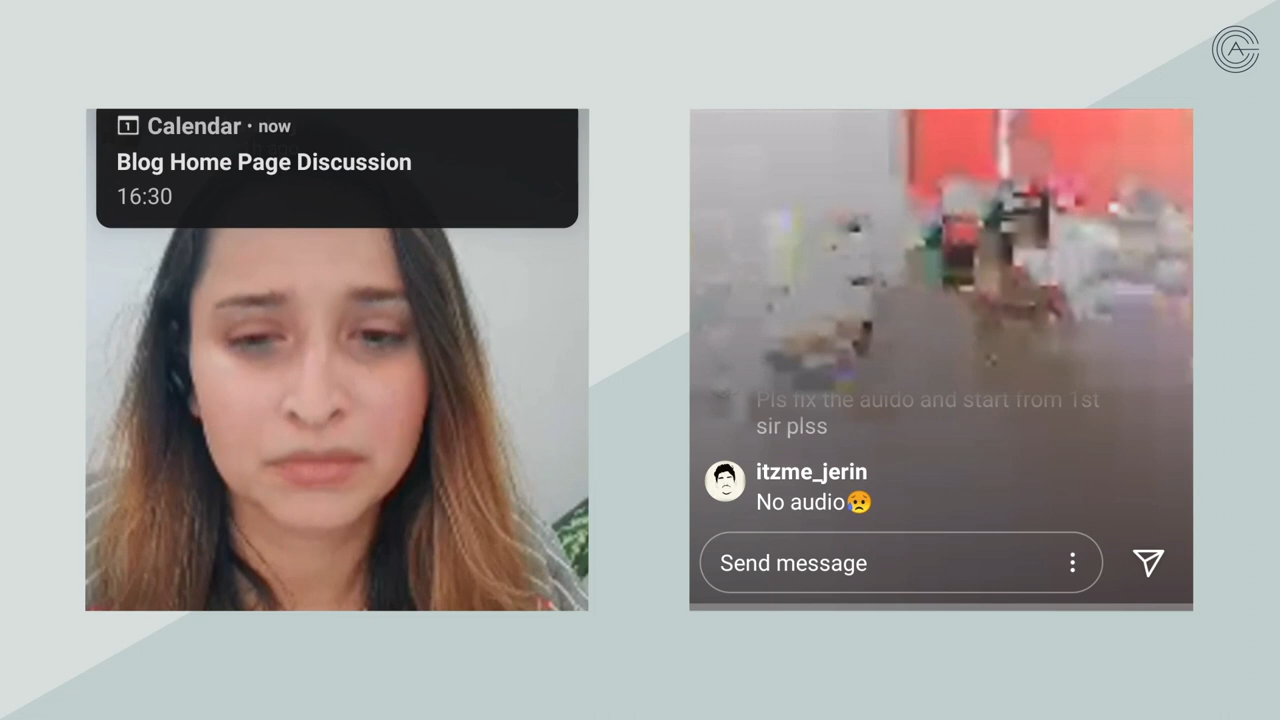 Calendar · now
Blog Home Page Discussion
16:30
Pls fix the auido and start from 1st
sir plss
itzme_jerin
No audio😥
Send message